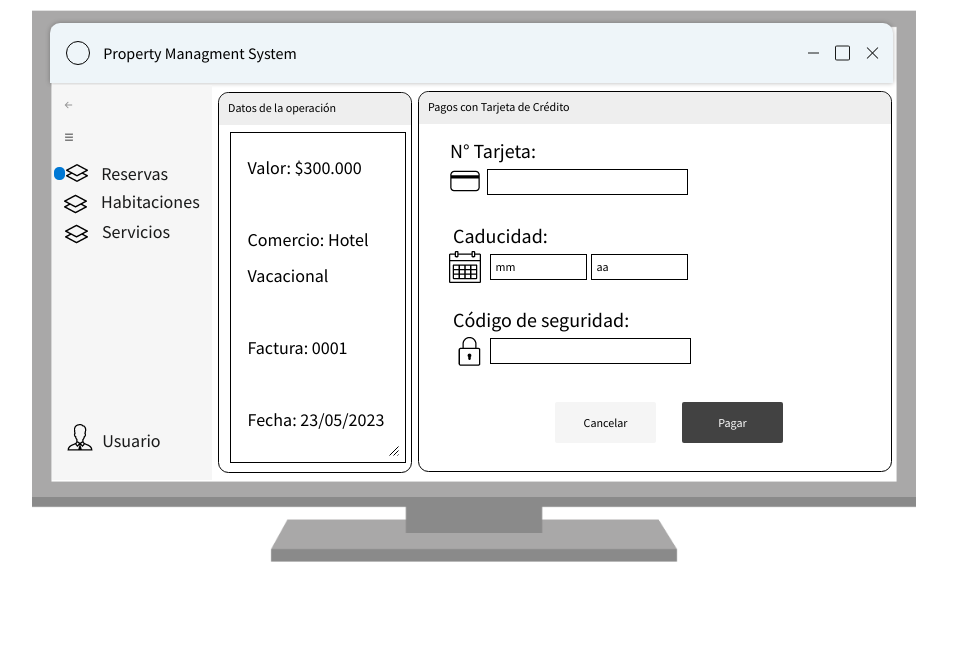 Property Managment System
Reservas
Habitaciones
Servicios
Usuario
Datos de la operación
Valor: $300.000
Comercio: Hotel
Vacacional
Factura: 0001
Fecha: 23/05/2023
Pagos con Tarjeta de Crédito
N° Tarjeta:
Caducidad:
mm aa
Código de seguridad:
Cancelar Pagar